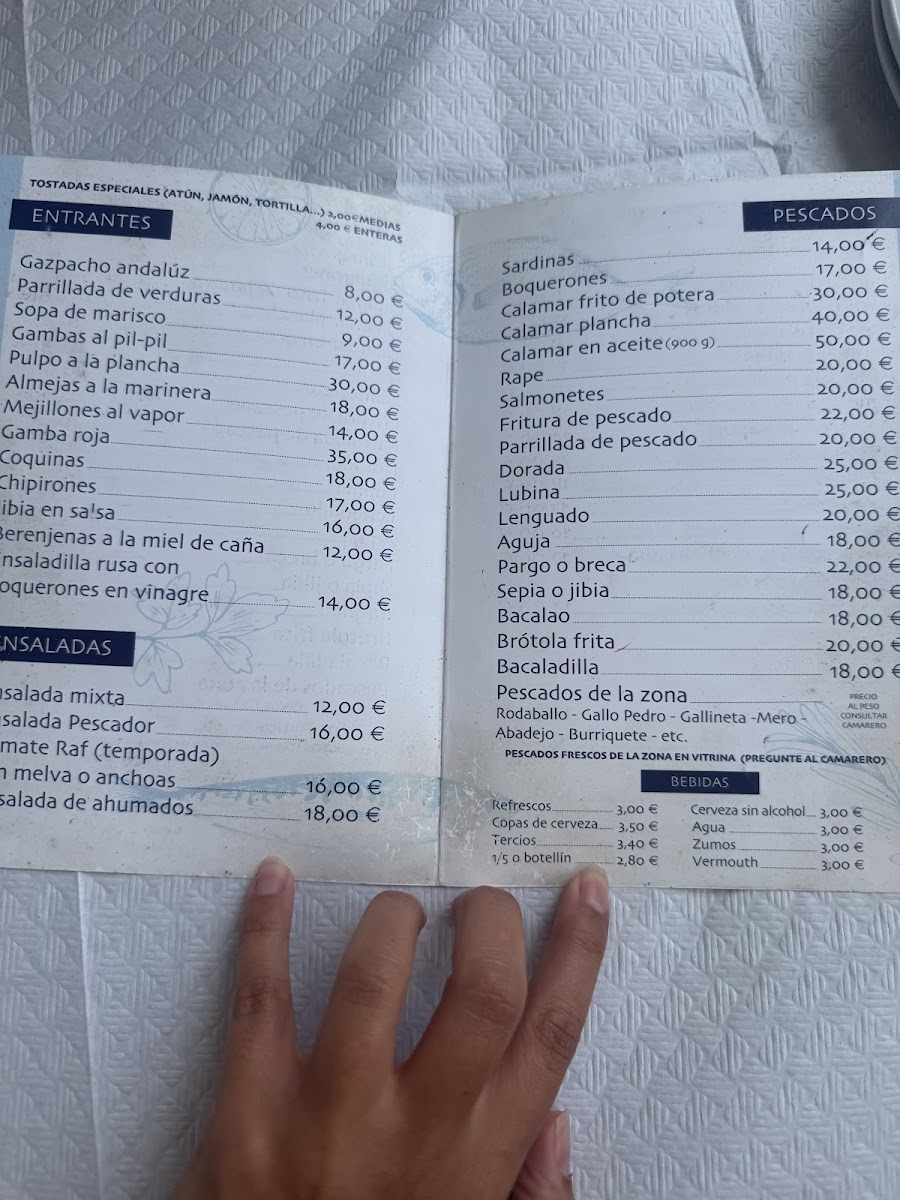 TOSTADAS ESPECIALES (ATÚN, JAMÓN, TORTILLA...) 2,00€ MEDIAS
4,00 € ENTERAS
ENTRANTES
Gazpacho andalúz 8,00 €
Parrillada de verduras 12,00 €
Sopa de marisco 9,00 €
Gambas al pil-pil 17,00 €
Pulpo a la plancha 30,00 €
Almejas a la marinera 18,00 €
Mejillones al vapor 14,00 €
Gamba roja 35,00 €
Coquinas 18,00 €
Chipirones 17,00 €
ibia en salsa 16,00 €
Berenjenas a la miel de caña 12,00 €
nsaladilla rusa con
oquerones en vinagre 14,00 €
ENSALADAS
nsalada mixta 12,00 €
nsalada Pescador 16,00 €
mate Raf (temporada)
n melva o anchoas 16,00 €
salada de ahumados 18,00 €
PESCADOS
Sardinas 14,00 €
Boquerones 17,00 €
Calamar frito de potera 30,00 €
Calamar plancha 40,00 €
Calamar en aceite (900 g) 50,00 €
Rape 20,00 €
Salmonetes 20,00 €
Fritura de pescado 22,00 €
Parrillada de pescado 20,00 €
Dorada 25,00 €
Lubina 25,00 €
Lenguado 20,00 €
Aguja 18,00 €
Pargo o breca 22,00 €
Sepia o jibia 18,00 €
Bacalao 18,00 €
Brótola frita 20,00 €
Bacaladilla 18,00 €
Pescados de la zona
PRECIO
AL PESO
CONSULTAR
CAMARERO
Rodaballo - Gallo Pedro - Gallineta -Mero -
Abadejo - Burriquete - etc.
PESCADOS FRESCOS DE LA ZONA EN VITRINA (PREGUNTE AL CAMARERO)
BEBIDAS
Refrescos 3,00 €
Copas de cerveza 3,50 €
Tercios 3,40 €
1/5 o botellín 2,80 €
Cerveza sin alcohol 3,00 €
Agua 3,00 €
Zumos 3,00 €
Vermouth 3,00 €